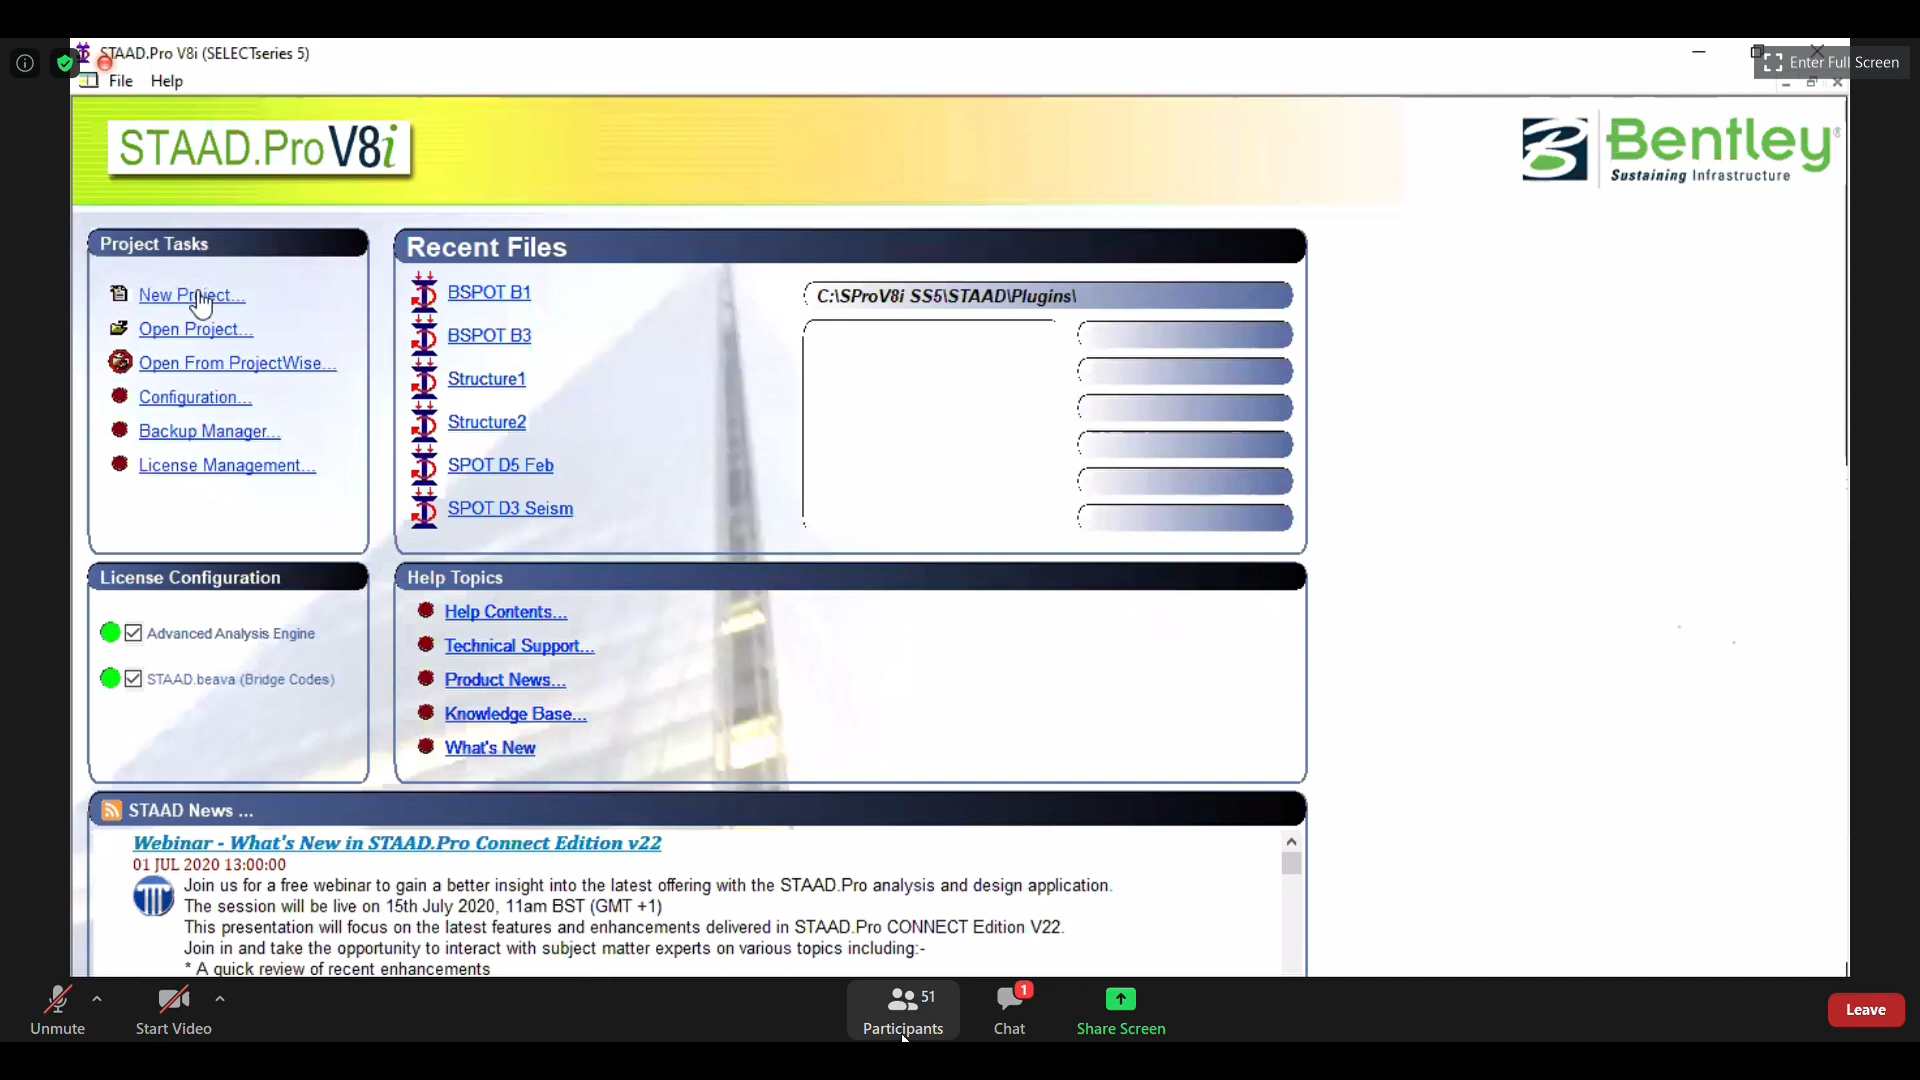 STAAD.Pro V8i (SELECTseries 5)
Enter Full Screen
File Help
STAAD.Pro V8i
Bentley®
Sustaining Infrastructure
Project Tasks
New Project...
Open Project...
Open From ProjectWise...
Configuration...
Backup Manager...
License Management...
Recent Files
BSPOT B1
BSPOT B3
Structure1
Structure2
SPOT D5 Feb
SPOT D3 Seism
C:\SProV8i SS5\STAAD\Plugins\
License Configuration
Advanced Analysis Engine
STAAD.beava (Bridge Codes)
Help Topics
Help Contents...
Technical Support...
Product News...
Knowledge Base...
What's New
STAAD News ...
Webinar - What's New in STAAD.Pro Connect Edition v22
01 JUL 2020 13:00:00
Join us for a free webinar to gain a better insight into the latest offering with the STAAD.Pro analysis and design application.
The session will be live on 15th July 2020, 11am BST (GMT +1)
This presentation will focus on the latest features and enhancements delivered in STAAD.Pro CONNECT Edition V22.
Join in and take the opportunity to interact with subject matter experts on various topics including:-
* A quick review of recent enhancements
Unmute
Start Video
51
Participants
1
Chat
Share Screen
Leave